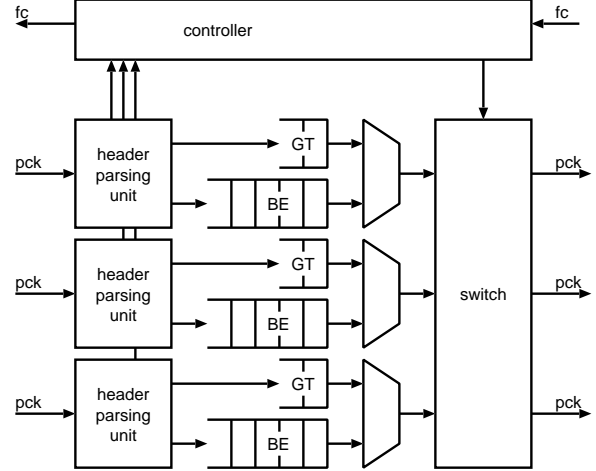 fc
controller
fc
pck
header
parsing
unit
GT
BE
pck
pck
header
parsing
unit
GT
BE
switch
pck
pck
header
parsing
unit
GT
BE
pck